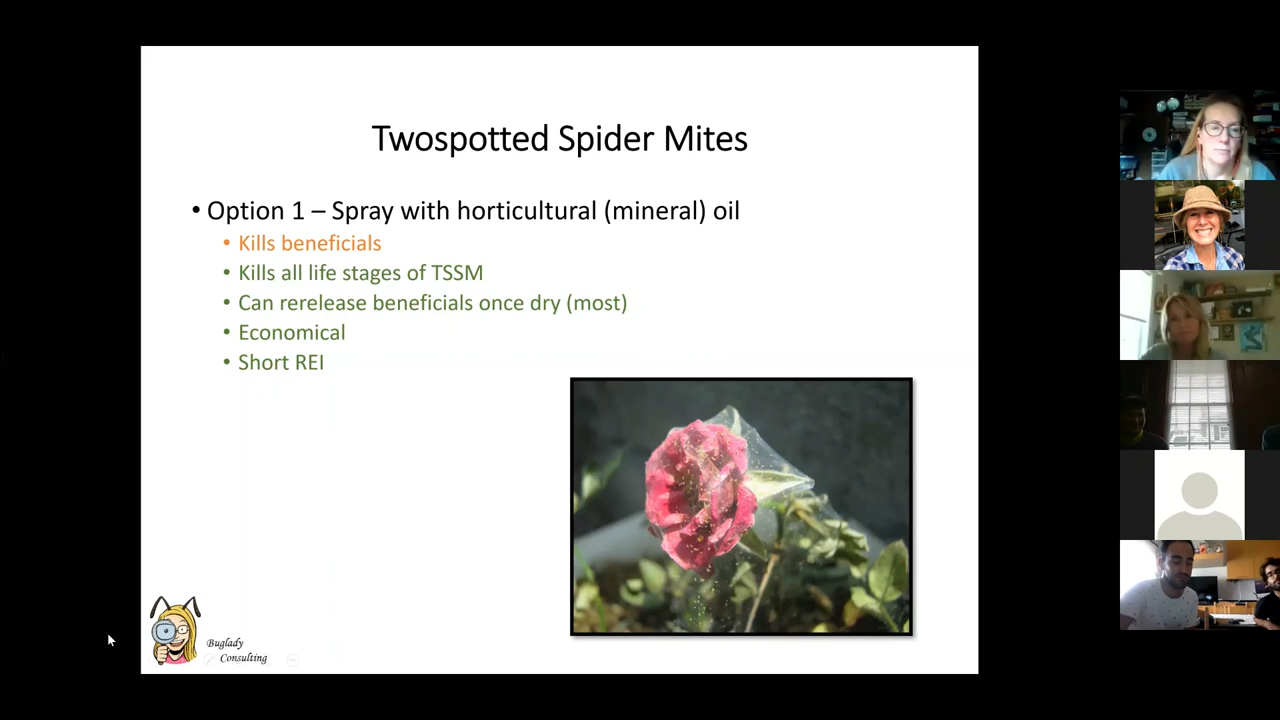 Twospotted Spider Mites
• Option 1 – Spray with horticultural (mineral) oil
• Kills beneficials
• Kills all life stages of TSSM
• Can rerelease beneficials once dry (most)
• Economical
• Short REI
Buglady
Consulting